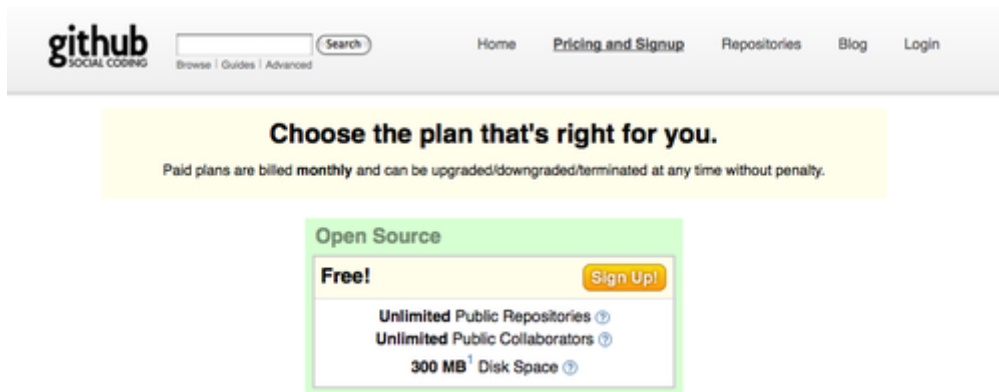 github
SOCIAL CODING
Search
Browse | Guides | Advanced
Home Pricing and Signup Repositories Blog Login
Choose the plan that's right for you.
Paid plans are billed monthly and can be upgraded/downgraded/terminated at any time without penalty.
Open Source
Free! Sign Up!
Unlimited Public Repositories ?
Unlimited Public Collaborators ?
300 MB¹ Disk Space ?